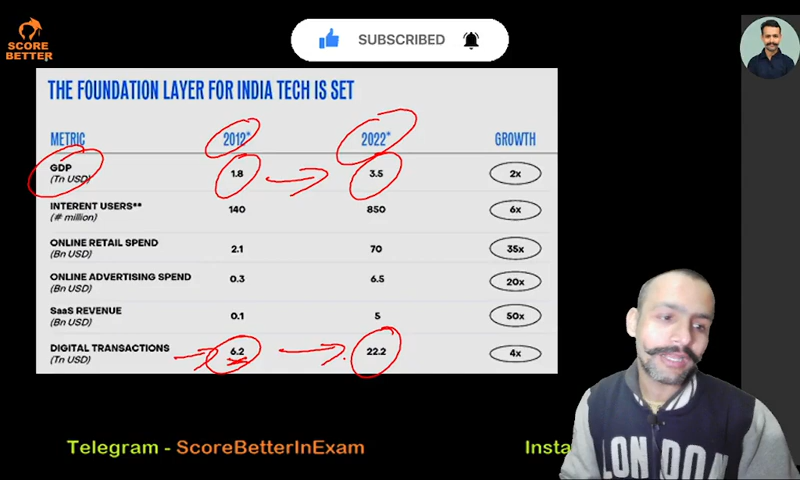 SCORE
BETTER
SUBSCRIBED
THE FOUNDATION LAYER FOR INDIA TECH IS SET
METRIC 2012* 2022* GROWTH
GDP
(Tn USD) 1.8 3.5 2x
INTERENT USERS**
(# million) 140 850 6x
ONLINE RETAIL SPEND
(Bn USD) 2.1 70 35x
ONLINE ADVERTISING SPEND
(Bn USD) 0.3 6.5 20x
SaaS REVENUE
(Bn USD) 0.1 5 50x
DIGITAL TRANSACTIONS
(Tn USD) 6.2 22.2 4x
LONDON
Telegram - ScoreBetterInExam Insta